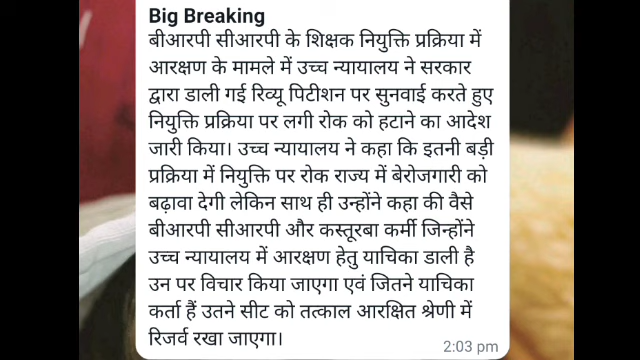 Big Breaking
बीआरपी सीआरपी के शिक्षक नियुक्ति प्रक्रिया में
आरक्षण के मामले में उच्च न्यायालय ने सरकार
द्वारा डाली गई रिव्यू पिटीशन पर सुनवाई करते हुए
नियुक्ति प्रक्रिया पर लगी रोक को हटाने का आदेश
जारी किया। उच्च न्यायालय ने कहा कि इतनी बड़ी
प्रक्रिया में नियुक्ति पर रोक राज्य में बेरोजगारी को
बढ़ावा देगी लेकिन साथ ही उन्होंने कहा की वैसे
बीआरपी सीआरपी और कस्तूरबा कर्मी जिन्होंने
उच्च न्यायालय में आरक्षण हेतु याचिका डाली है
उन पर विचार किया जाएगा एवं जितने याचिका
कर्ता हैं उतने सीट को तत्काल आरक्षित श्रेणी में
रिजर्व रखा जाएगा।
2:03 pm